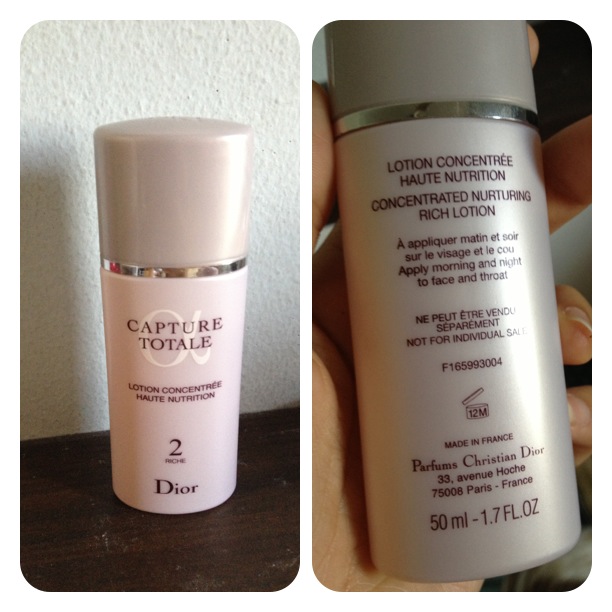 CAPTURE
TOTALE
LOTION CONCENTRÉE
HAUTE NUTRITION
2
RICHE
Dior
LOTION CONCENTRÉE
HAUTE NUTRITION
CONCENTRATED NURTURING
RICH LOTION
À appliquer matin et soir
sur le visage et le cou
Apply morning and night
to face and throat
NE PEUT ÊTRE VENDU
SÉPARÉMENT
NOT FOR INDIVIDUAL SALE
F165993004
12M
MADE IN FRANCE
Parfums Christian Dior
33, avenue Hoche
75008 Paris - France
50 ml - 1.7 FL.OZ